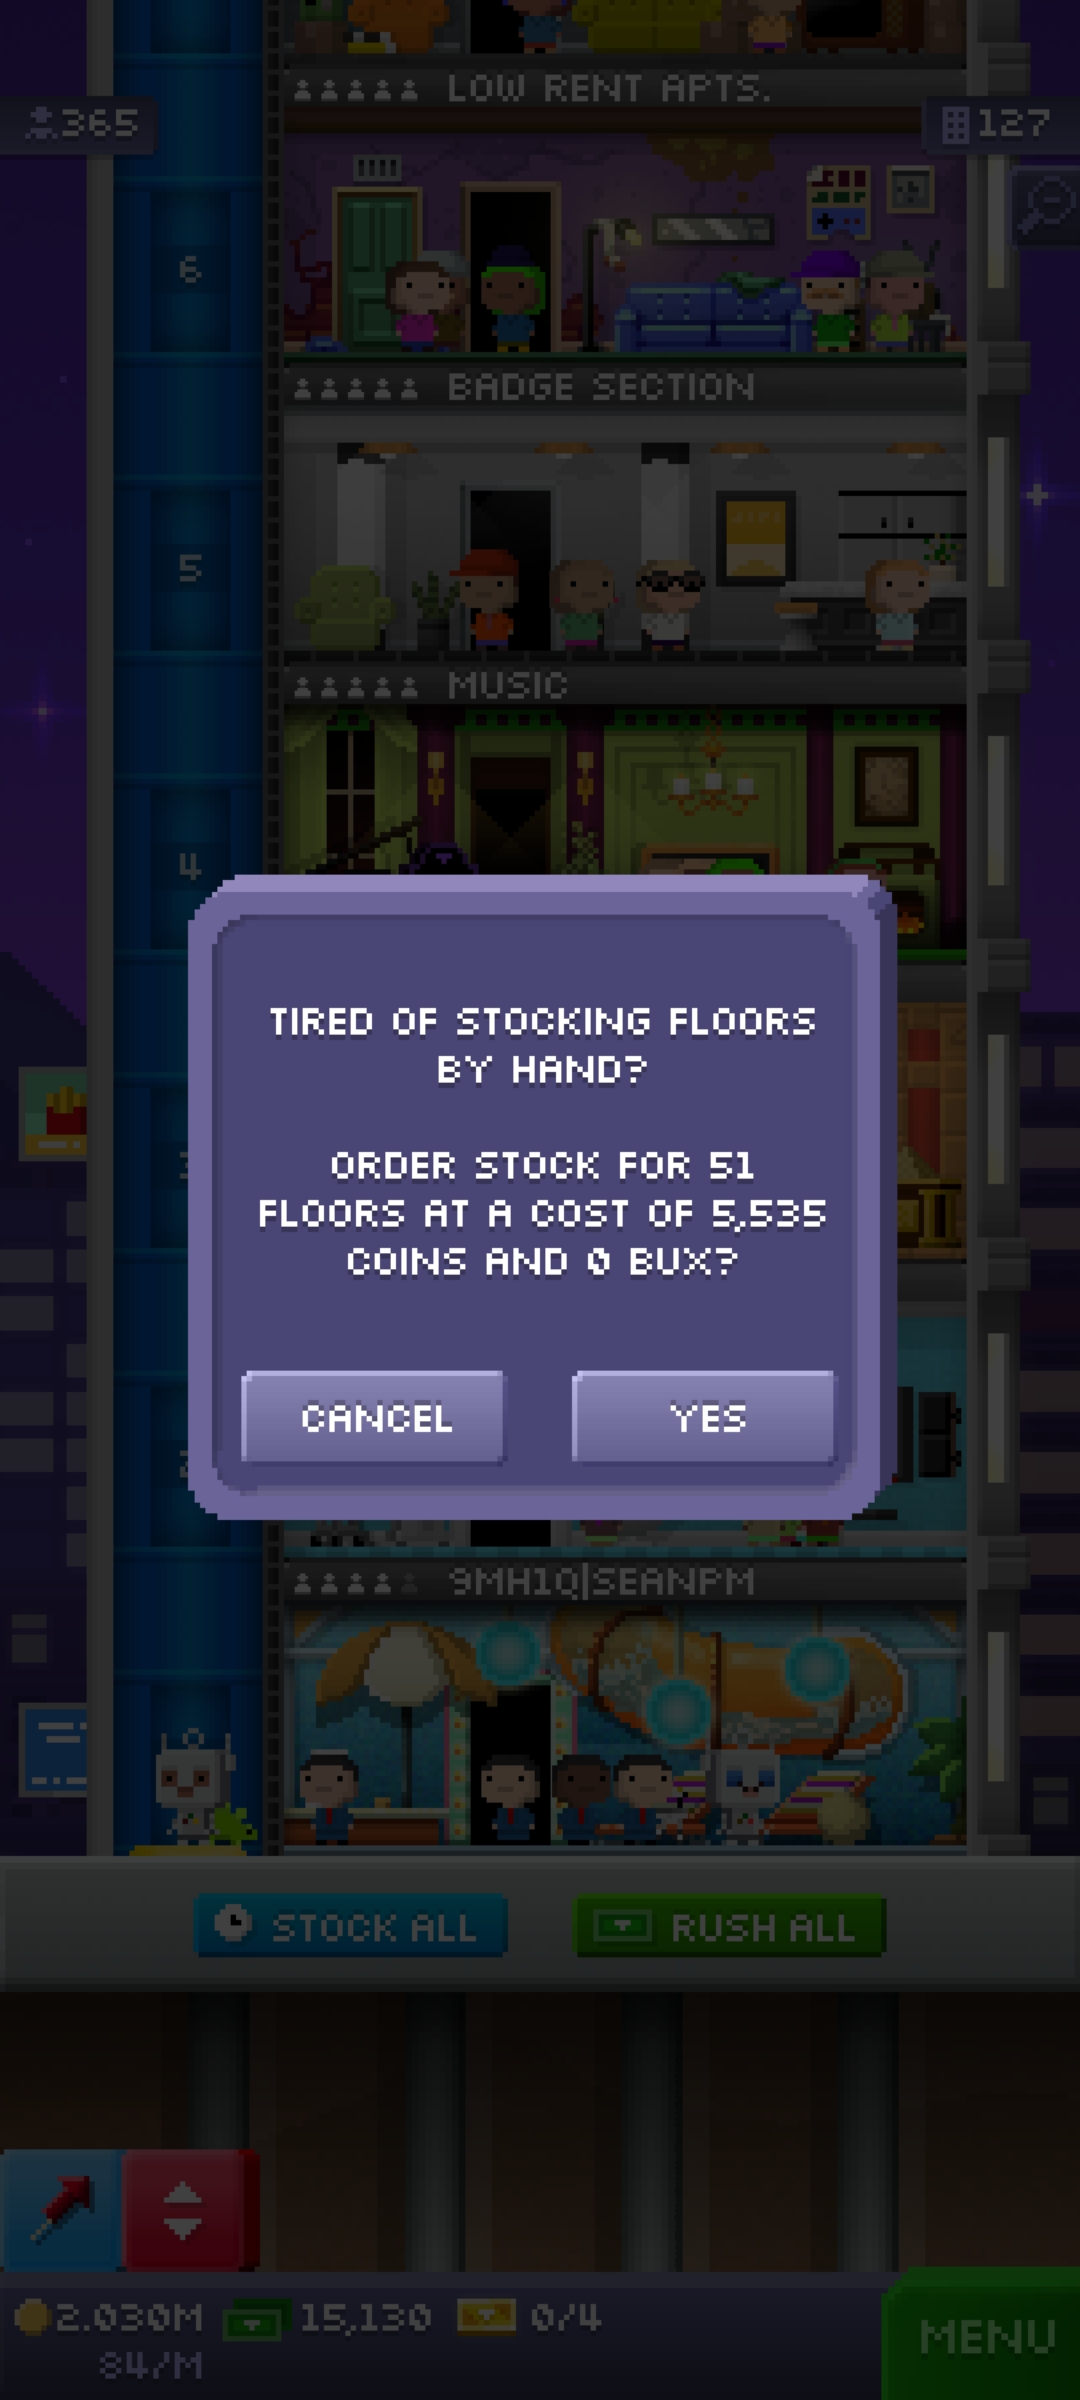 LOW RENT APTS.
365
127
6
BADGE SECTION
5
MUSIC
4
TIRED OF STOCKING FLOORS
BY HAND?
ORDER STOCK FOR 51
FLOORS AT A COST OF 5,535
COINS AND 0 BUX?
CANCEL
YES
9MH1Q|SEANPM
STOCK ALL
RUSH ALL
2.030M
15,130
0/4
84/M
MENU